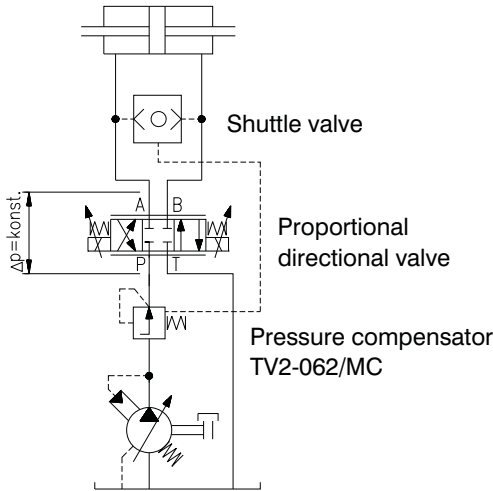 Shuttle valve
A B
Δp=konst.
Proportional
directional valve
P T
Pressure compensator
TV2-062/MC